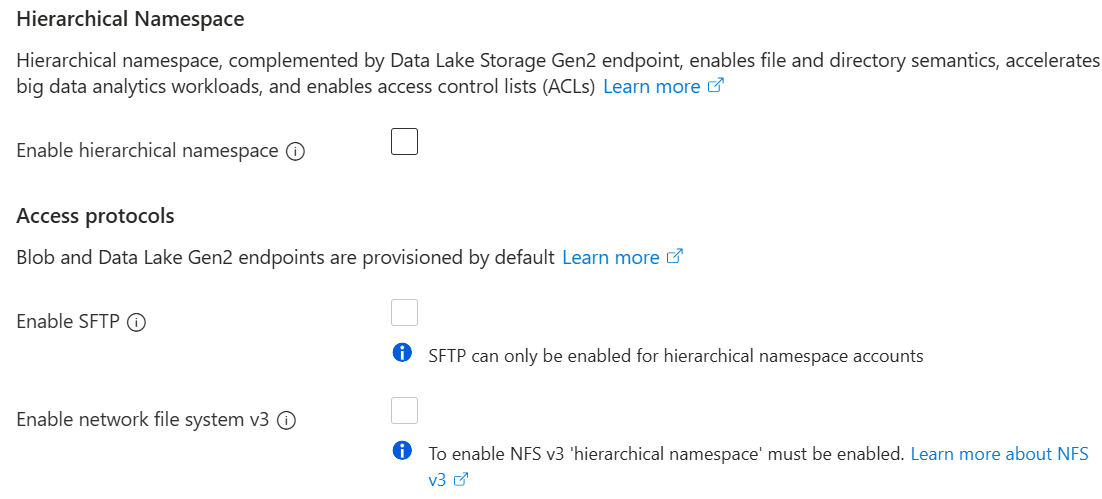 Hierarchical Namespace
Hierarchical namespace, complemented by Data Lake Storage Gen2 endpoint, enables file and directory semantics, accelerates
big data analytics workloads, and enables access control lists (ACLs) Learn more
Enable hierarchical namespace
Access protocols
Blob and Data Lake Gen2 endpoints are provisioned by default Learn more
Enable SFTP
SFTP can only be enabled for hierarchical namespace accounts
Enable network file system v3
To enable NFS v3 'hierarchical namespace' must be enabled. Learn more about NFS
v3